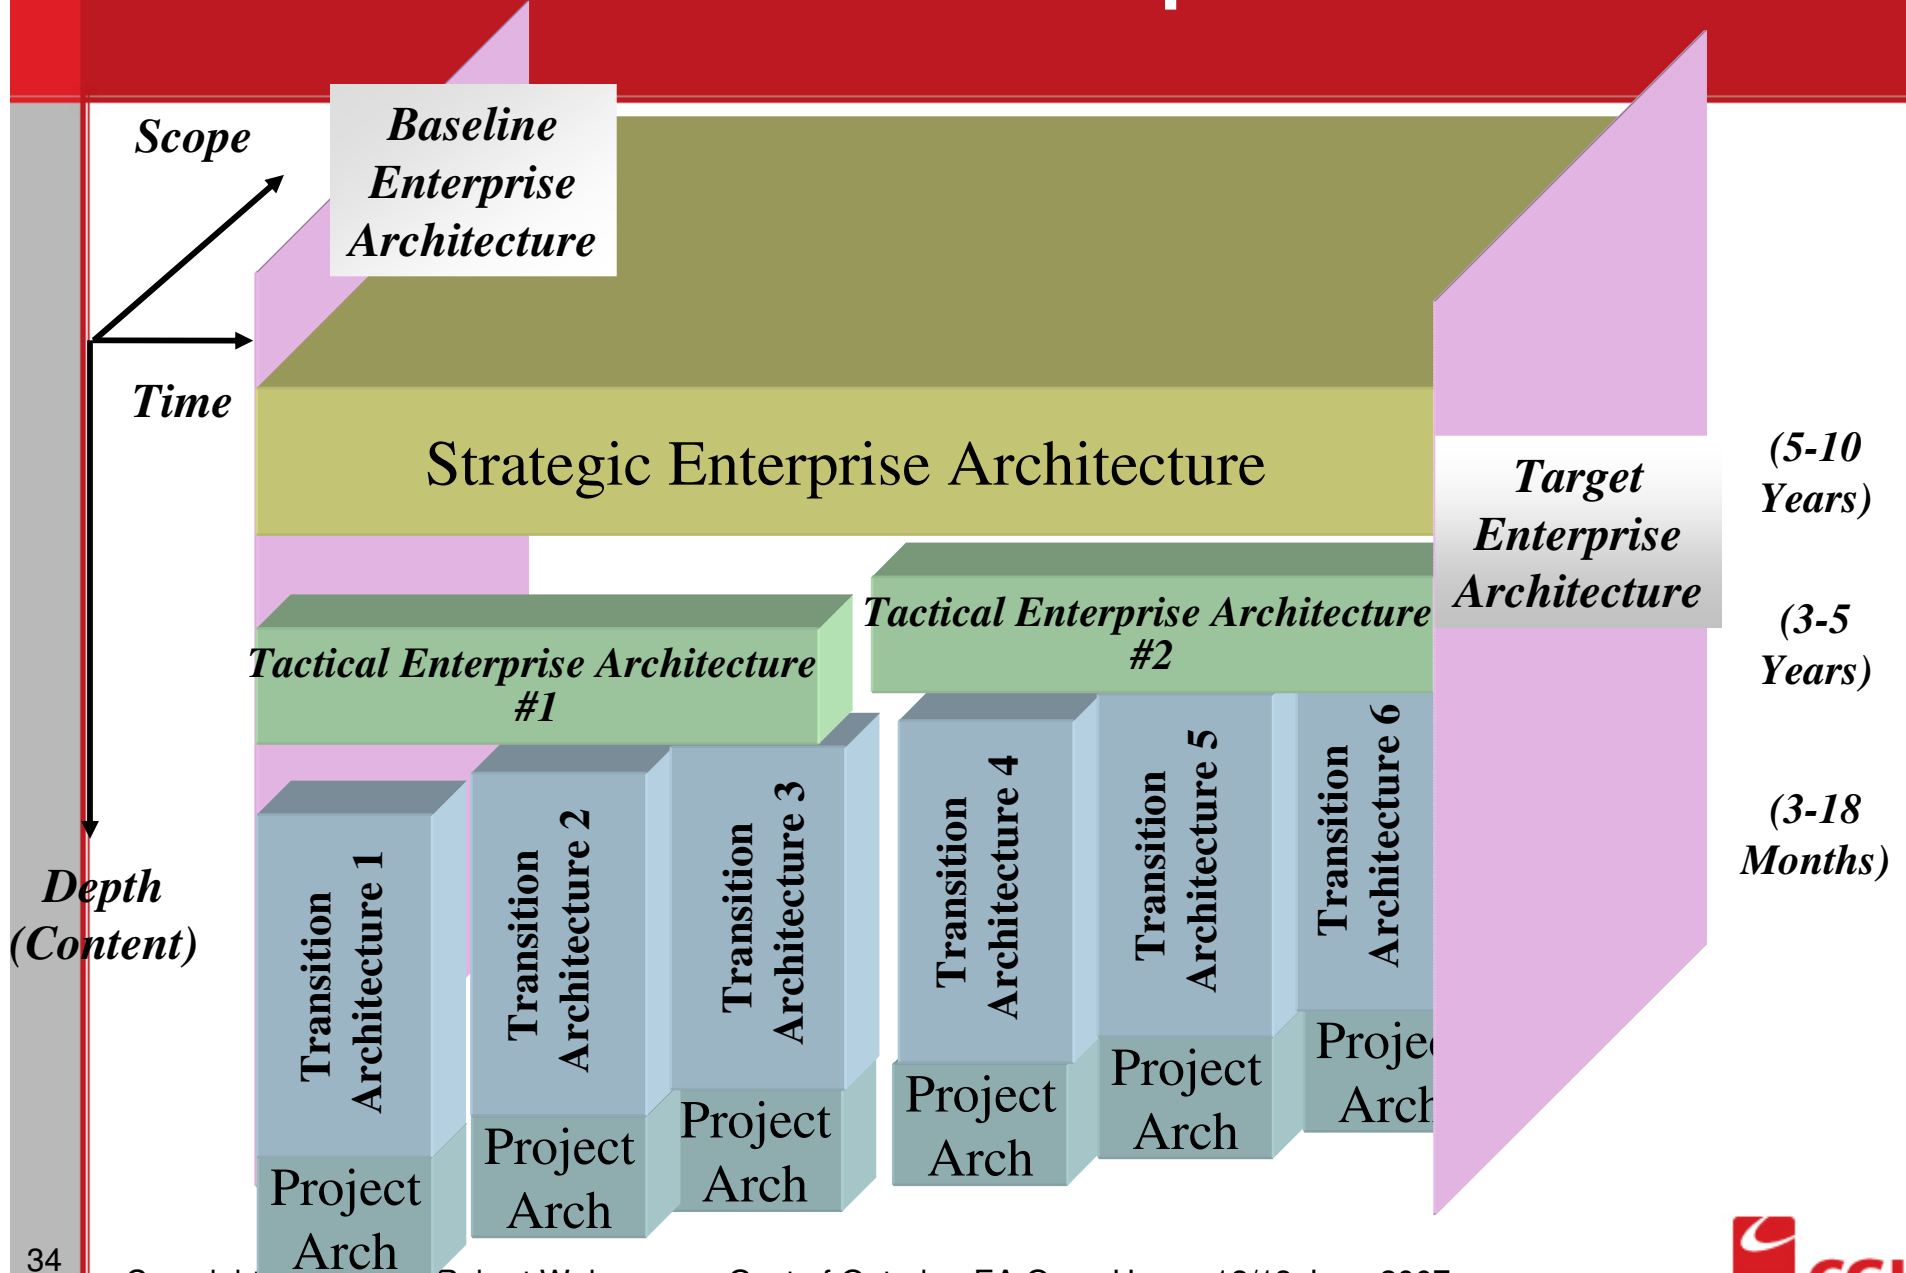 Scope
Baseline
Enterprise
Architecture
Time
Strategic Enterprise Architecture
(5-10
Years)
Target
Enterprise
Architecture
Tactical Enterprise Architecture
#1
Tactical Enterprise Architecture
#2
(3-5
Years)
(3-18
Months)
Depth
(Content)
Transition
Architecture 1
Transition
Architecture 2
Transition
Architecture 3
Transition
Architecture 4
Transition
Architecture 5
Transition
Architecture 6
Project
Arch
Project
Arch
Project
Arch
Project
Arch
Project
Arch
Projec
Arch
34